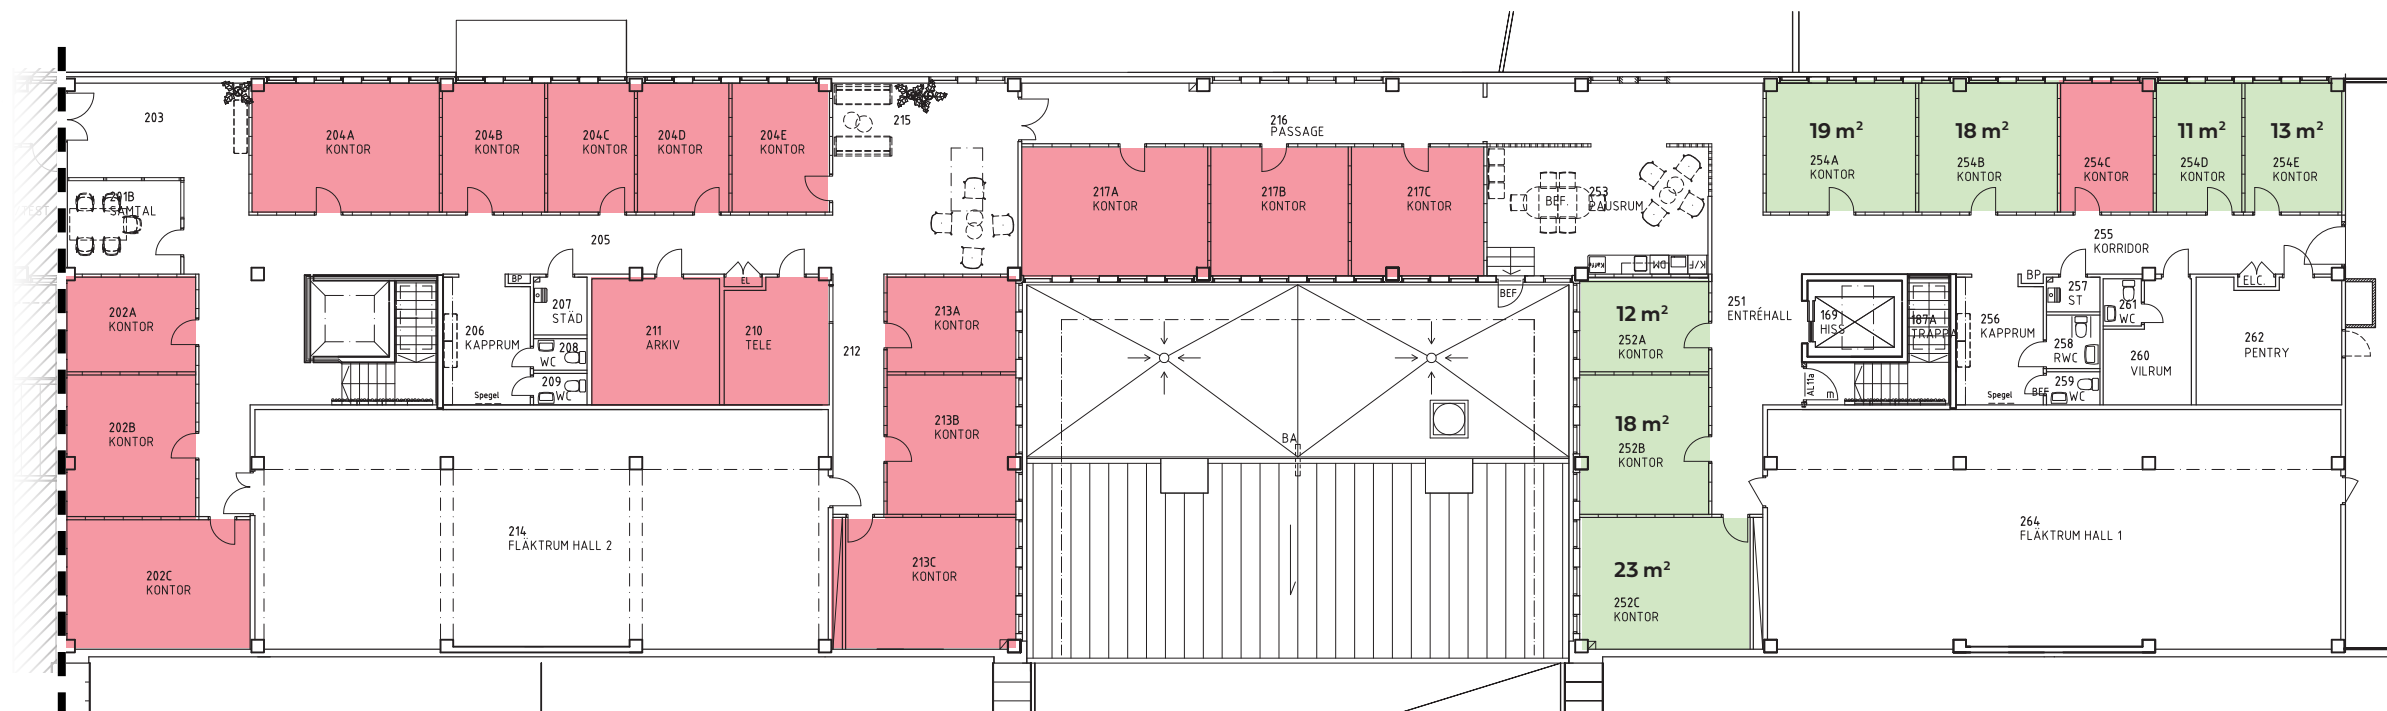 203
204A
KONTOR
204B
KONTOR
204C
KONTOR
204D
KONTOR
204E
KONTOR
215
216
PASSAGE
19 m²
254A
KONTOR
18 m²
254B
KONTOR
254C
KONTOR
11 m²
254D
KONTOR
13 m²
254E
KONTOR
201B
SAMTAL
217A
KONTOR
217B
KONTOR
217C
KONTOR
BEF
253
PAUSRUM
205
255
KORRIDOR
Kaffe
DM
K/F
BP
EL
BP
ELC.
202A
KONTOR
206
KAPPRUM
207
STÄD
208
WC
209
WC
Spegel
211
ARKIV
210
TELE
212
213A
KONTOR
BEF
12 m²
252A
KONTOR
251
ENTRÉHALL
169
HISS
187A
TRAPPA
256
KAPPRUM
257
ST
261
WC
258
RWC
259
WC
BEF
Spegel
260
VILRUM
262
PENTRY
AL11a
m
202B
KONTOR
213B
KONTOR
BA
18 m²
252B
KONTOR
202C
KONTOR
214
FLÄKTRUM HALL 2
213C
KONTOR
23 m²
252C
KONTOR
264
FLÄKTRUM HALL 1